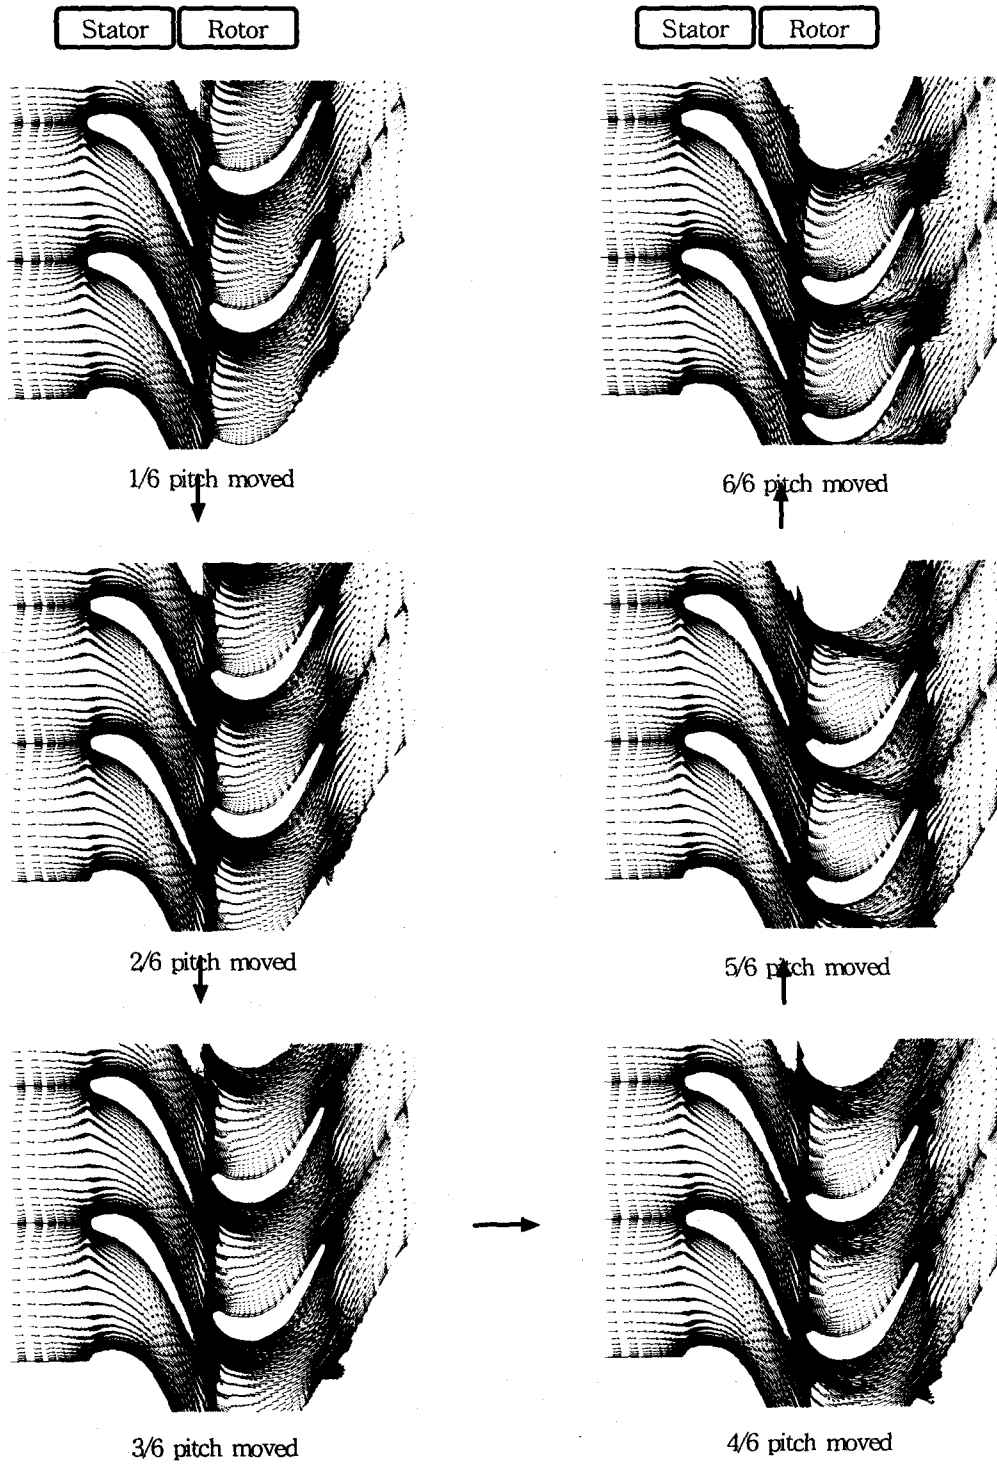 Stator Rotor
Stator Rotor
1/6 pitch moved
6/6 pitch moved
2/6 pitch moved
5/6 pitch moved
3/6 pitch moved
4/6 pitch moved